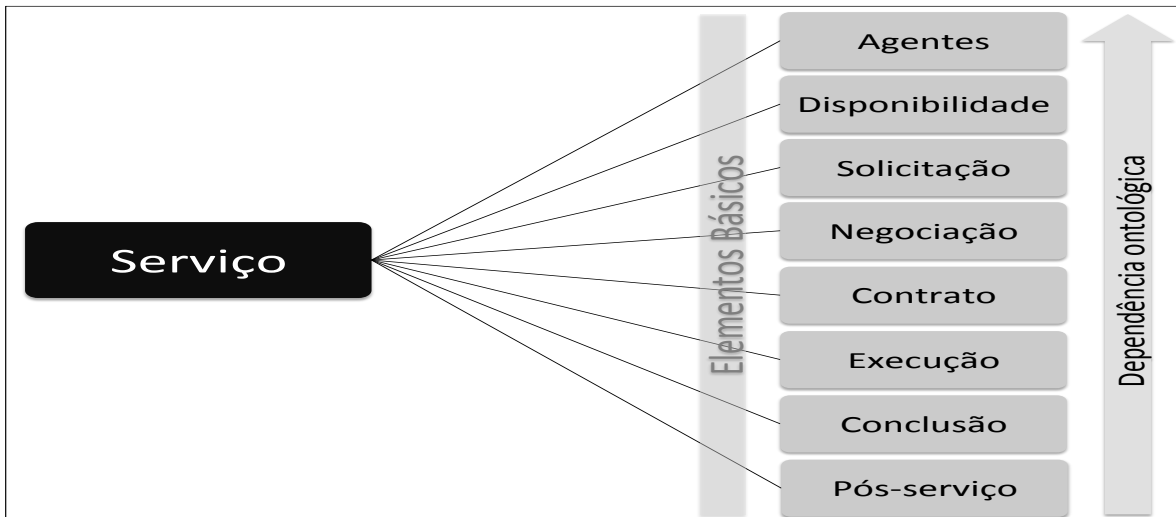 Serviço
Elementos Básicos
Agentes
Disponibilidade
Solicitação
Negociação
Contrato
Execução
Conclusão
Pós-serviço
Dependência ontológica